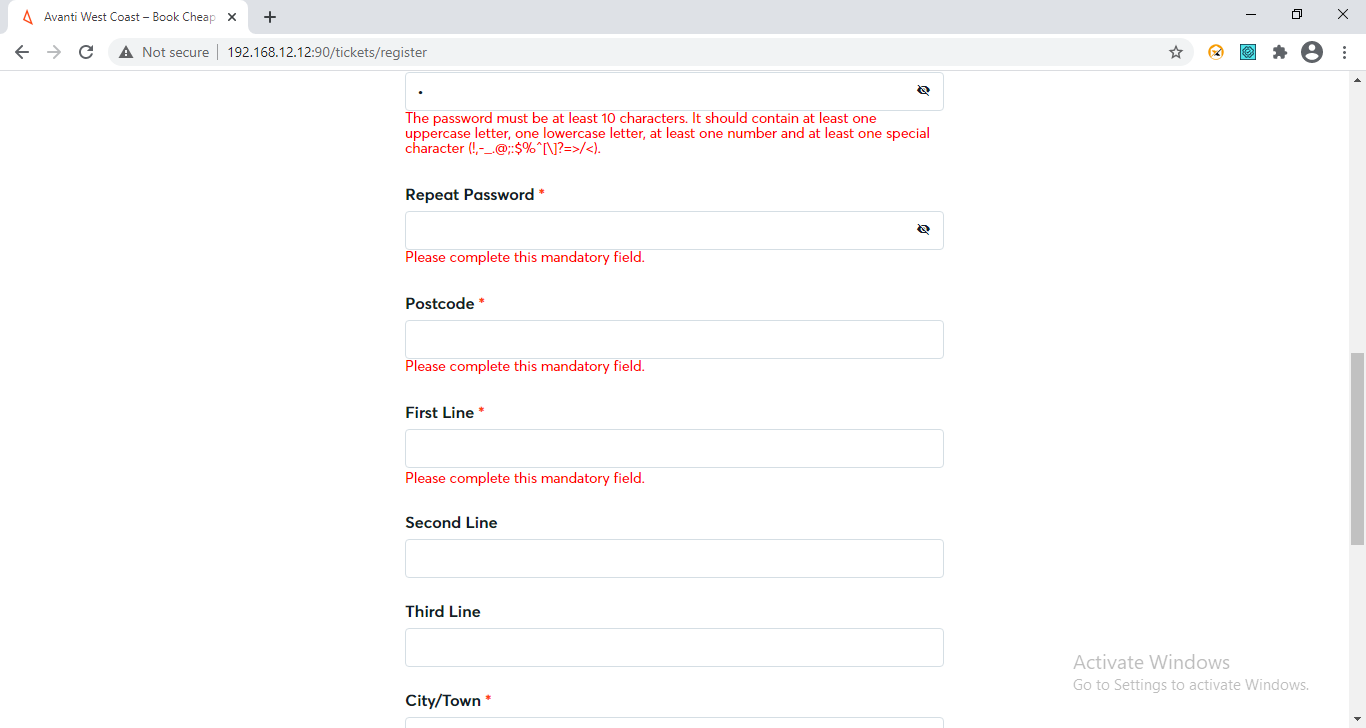 Avanti West Coast – Book Cheap
Not secure
192.168.12.12:90/tickets/register
•
The password must be at least 10 characters. It should contain at least one
uppercase letter, one lowercase letter, at least one number and at least one special
character (!,-_.@;:$%^[\]?=>/<).
Repeat Password *
Please complete this mandatory field.
Postcode *
Please complete this mandatory field.
First Line *
Please complete this mandatory field.
Second Line
Third Line
Activate Windows
Go to Settings to activate Windows.
City/Town *